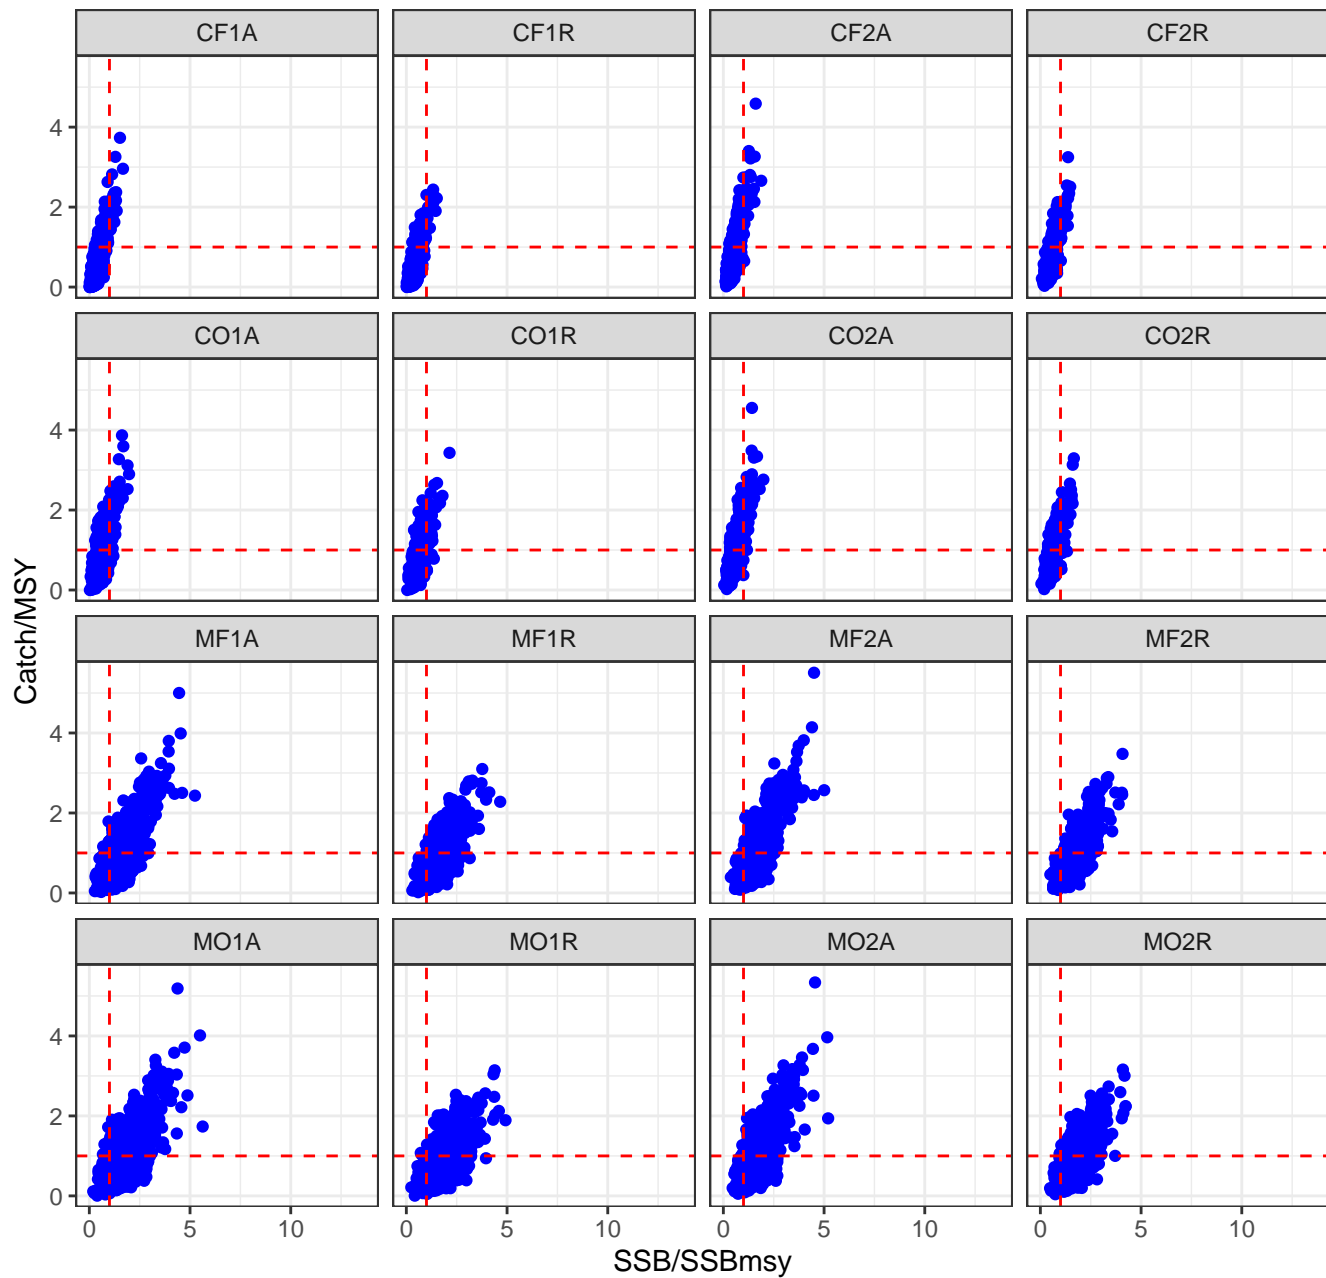 CF1A CF1R CF2A CF2R
4
2
0
CO1A CO1R CO2A CO2R
4
2
0
MF1A MF1R MF2A MF2R
4
2
0
MO1A MO1R MO2A MO2R
4
2
0
0 5 10 0 5 10 0 5 10 0 5 10
SSB/SSBmsy
Catch/MSY